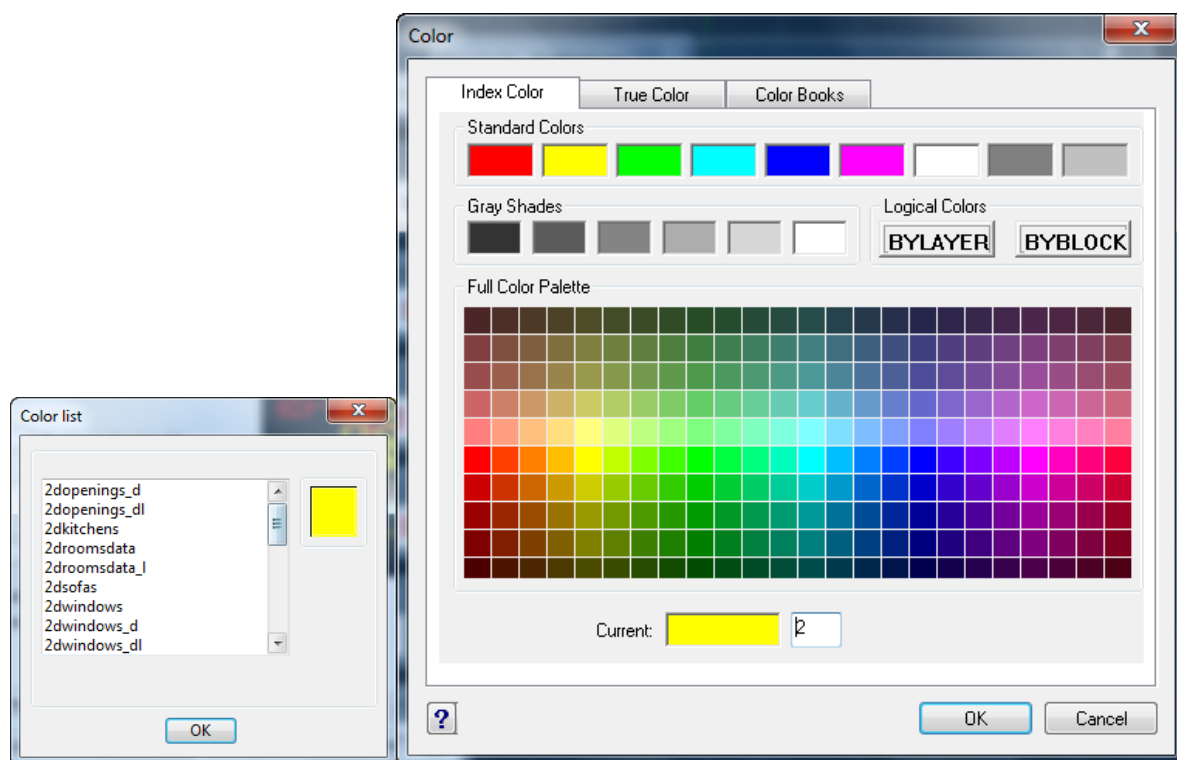 Color
Index Color
True Color
Color Books
Standard Colors
Gray Shades
Logical Colors
BYLAYER
BYBLOCK
Full Color Palette
Current:
2
?
OK
Cancel
Color list
2dopenings_d
2dopenings_dl
2dkitchens
2droomsdata
2droomsdata_l
2dsofas
2dwindows
2dwindows_d
2dwindows_dl
OK